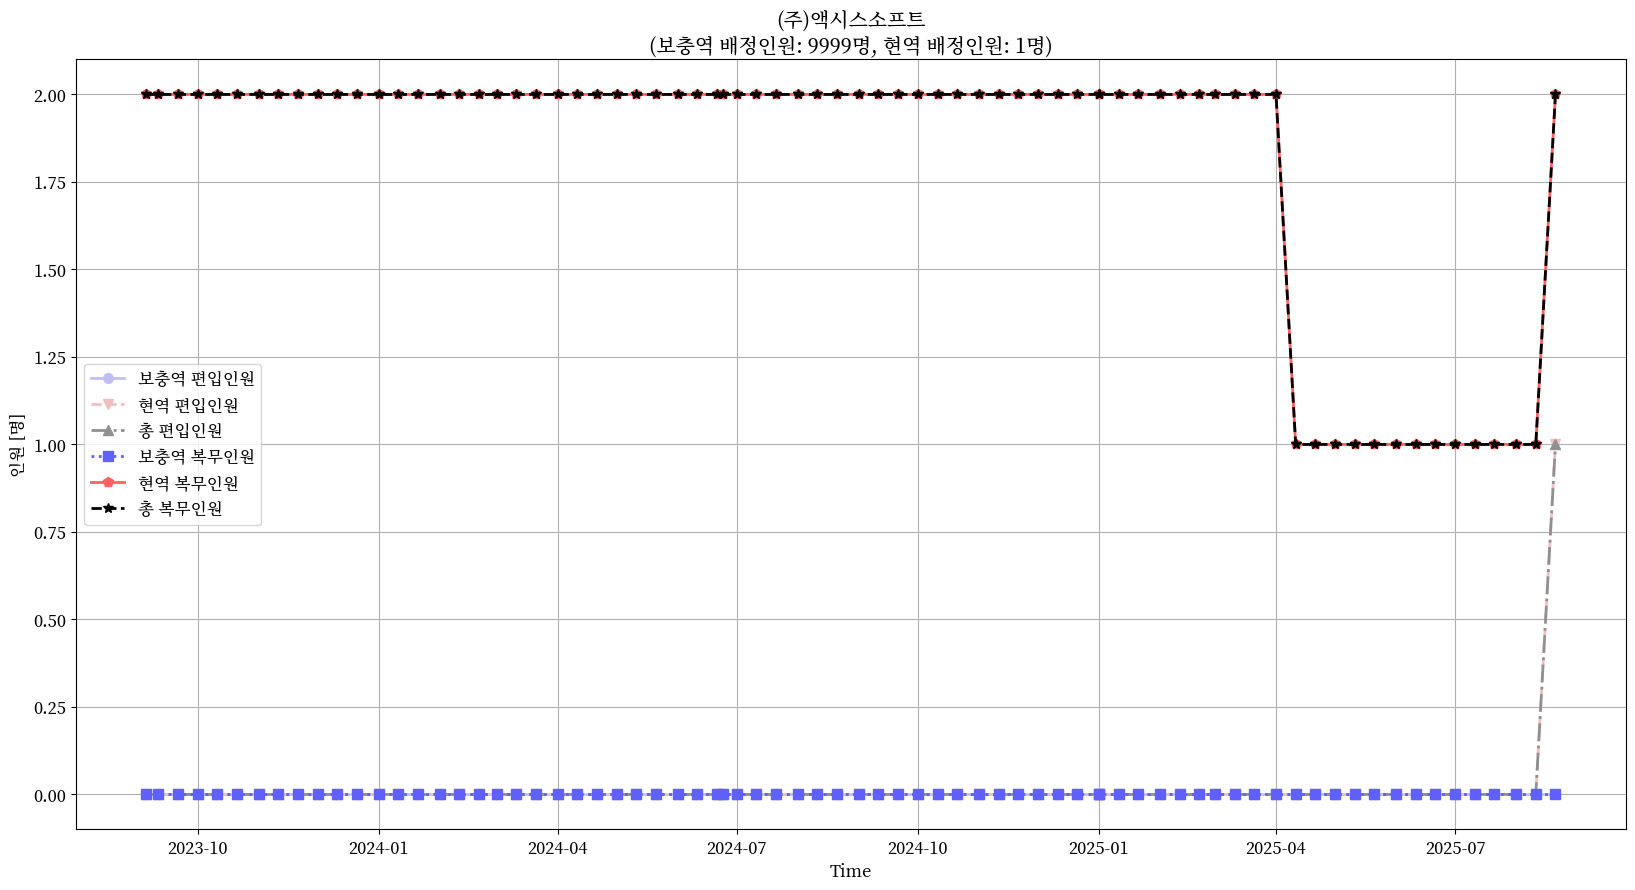 (주)액시스소프트
(보충역 배정인원: 9999명, 현역 배정인원: 1명)
2.00
1.75
1.50
1.25
1.00
0.75
0.50
0.25
0.00
인원 [명]
보충역 편입인원
현역 편입인원
총 편입인원
보충역 복무인원
현역 복무인원
총 복무인원
2023-10
2024-01
2024-04
2024-07
2024-10
2025-01
2025-04
2025-07
Time